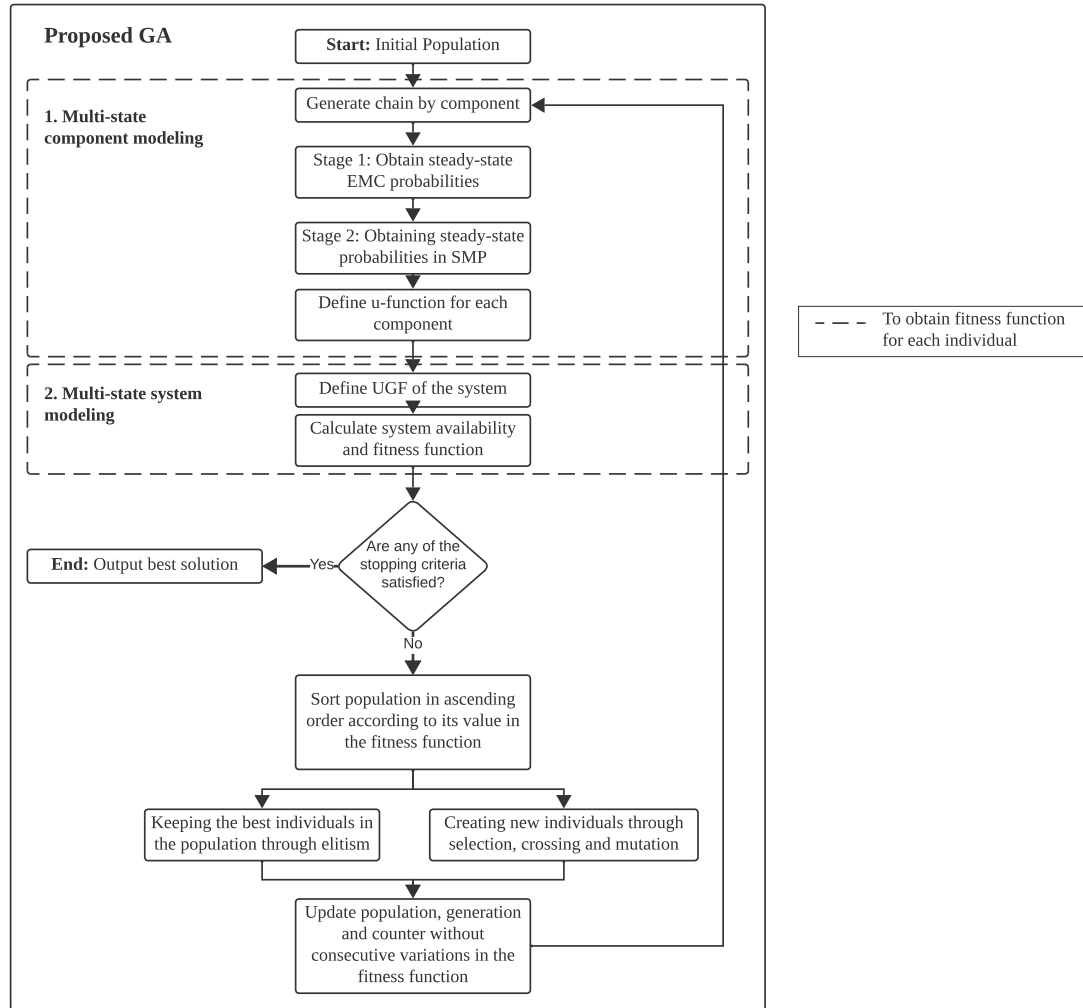 Proposed GA
Start: Initial Population
1. Multi-state
component modeling
Generate chain by component
Stage 1: Obtain steady-state
EMC probabilities
Stage 2: Obtaining steady-state
probabilities in SMP
Define u-function for each
component
To obtain fitness function
for each individual
2. Multi-state system
modeling
Define UGF of the system
Calculate system availability
and fitness function
Are any of the
stopping criteria
satisfied?
Yes
End: Output best solution
No
Sort population in ascending
order according to its value in
the fitness function
Keeping the best individuals in
the population through elitism
Creating new individuals through
selection, crossing and mutation
Update population, generation
and counter without
consecutive variations in the
fitness function